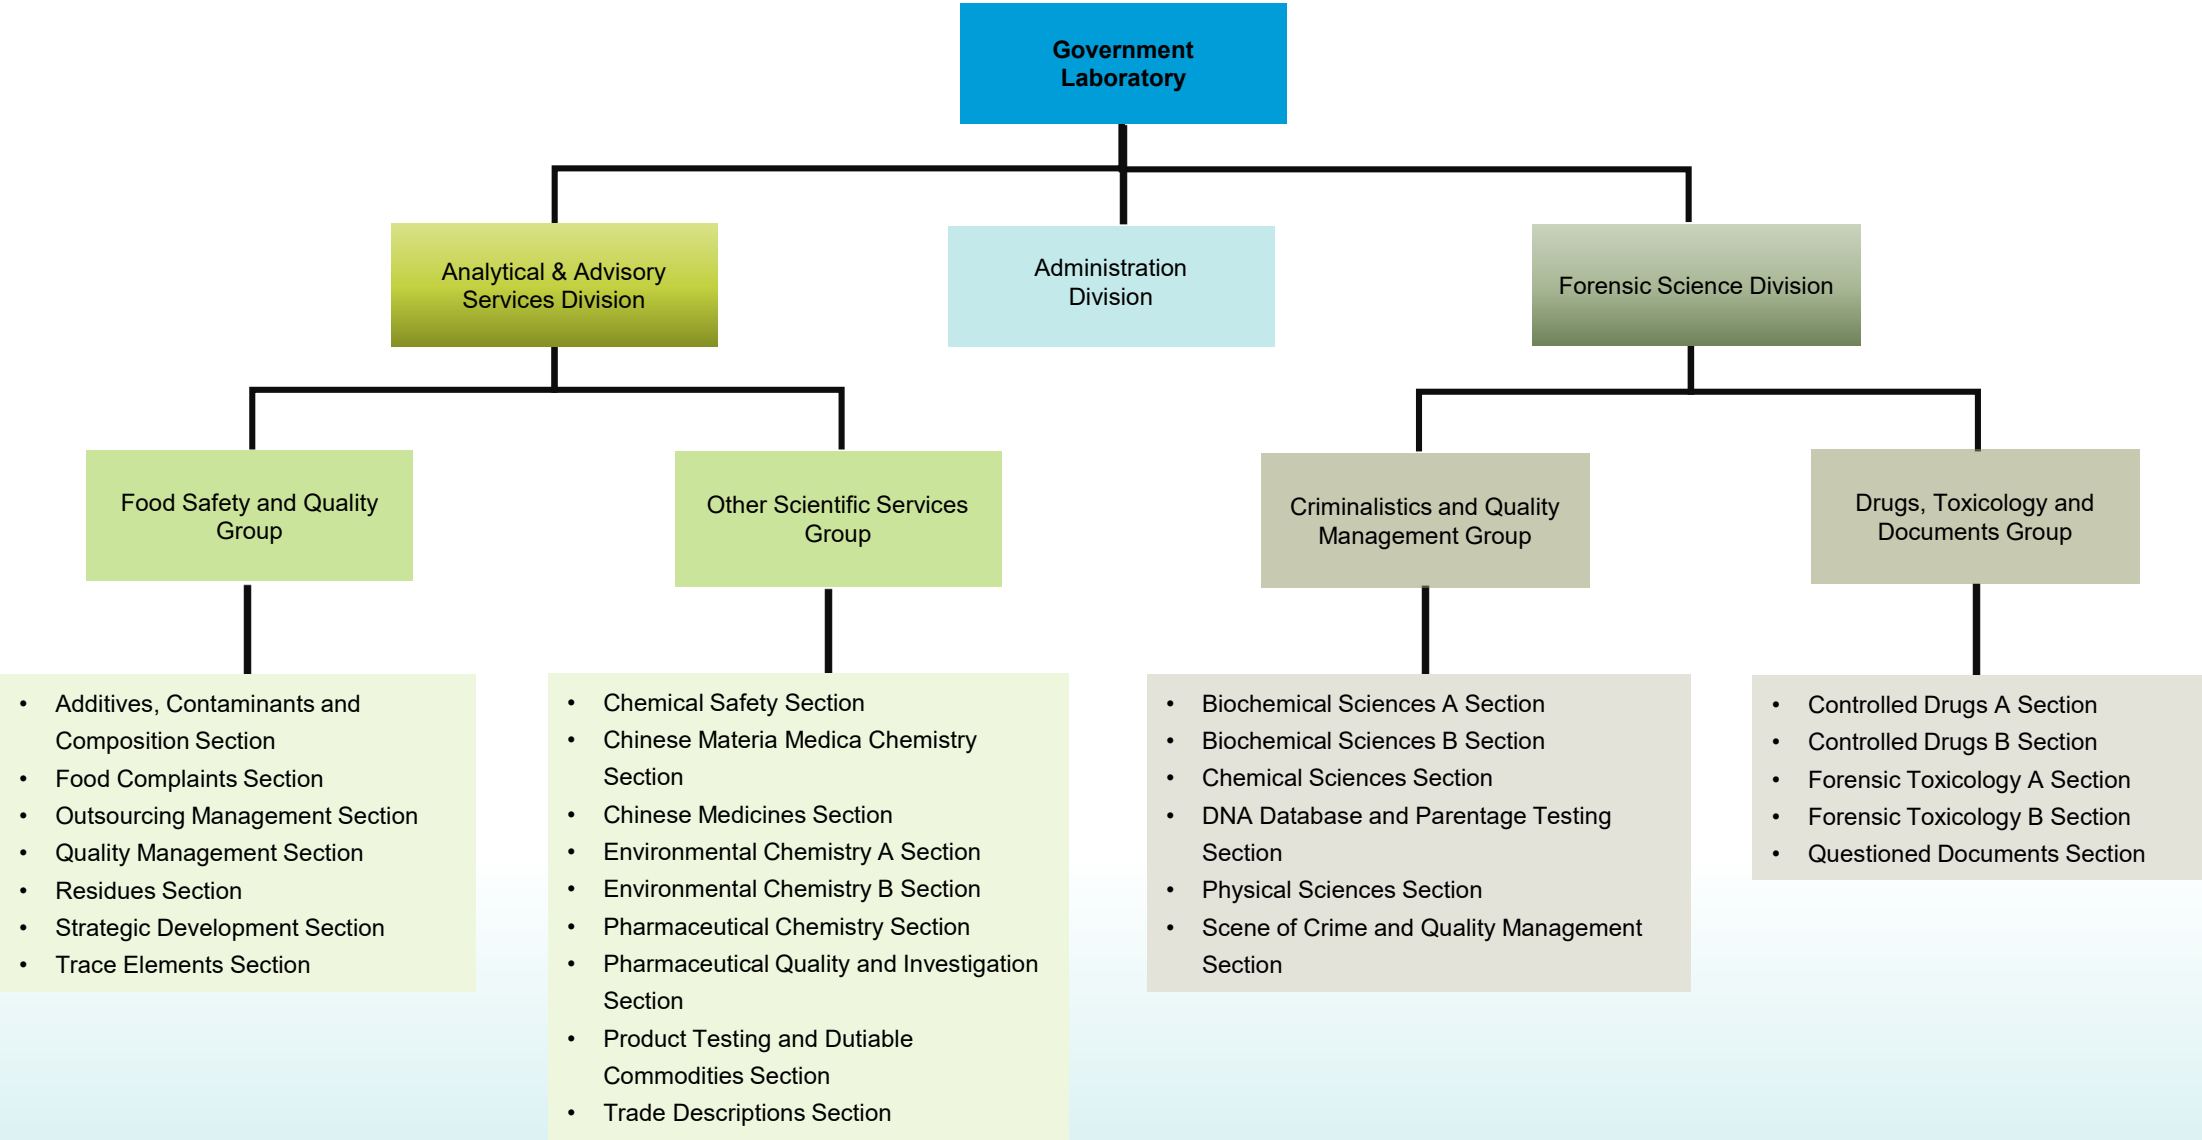 Government
Laboratory
Analytical & Advisory
Services Division
Administration
Division
Forensic Science Division
Food Safety and Quality
Group
Other Scientific Services
Group
Criminalistics and Quality
Management Group
Drugs, Toxicology and
Documents Group
• Additives, Contaminants and
Composition Section
• Food Complaints Section
• Outsourcing Management Section
• Quality Management Section
• Residues Section
• Strategic Development Section
• Trace Elements Section
• Chemical Safety Section
• Chinese Materia Medica Chemistry
Section
• Chinese Medicines Section
• Environmental Chemistry A Section
• Environmental Chemistry B Section
• Pharmaceutical Chemistry Section
• Pharmaceutical Quality and Investigation
Section
• Product Testing and Dutiable
Commodities Section
• Trade Descriptions Section
• Biochemical Sciences A Section
• Biochemical Sciences B Section
• Chemical Sciences Section
• DNA Database and Parentage Testing
Section
• Physical Sciences Section
• Scene of Crime and Quality Management
Section
• Controlled Drugs A Section
• Controlled Drugs B Section
• Forensic Toxicology A Section
• Forensic Toxicology B Section
• Questioned Documents Section